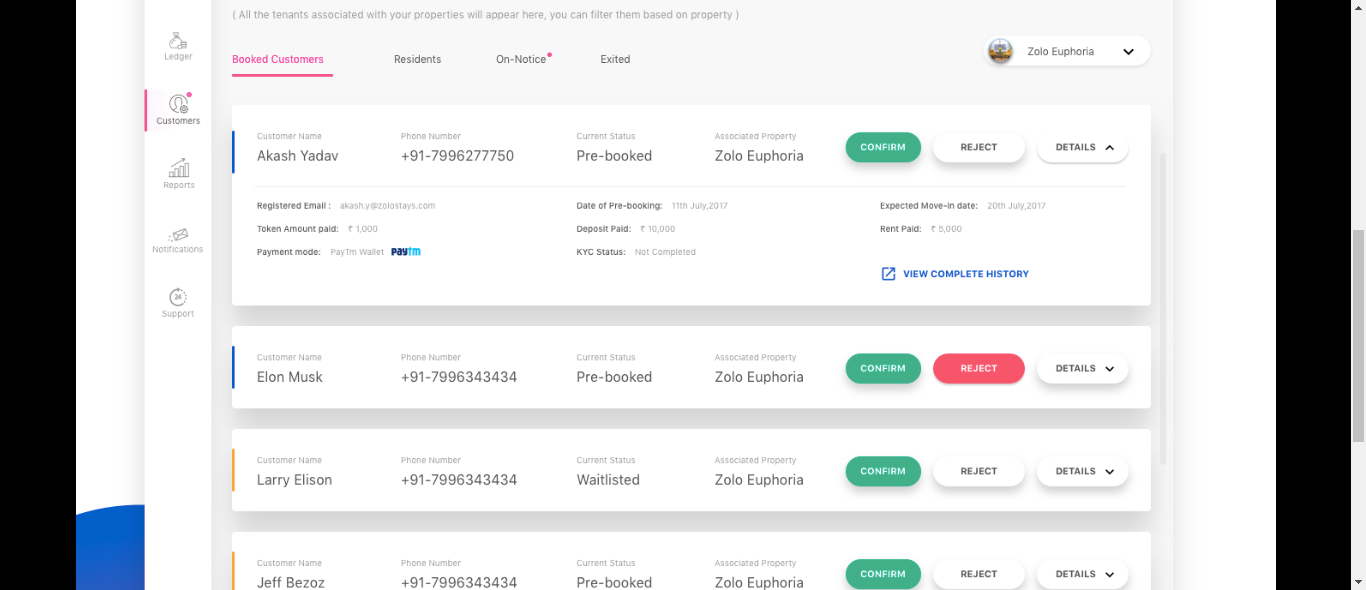 ( All the tenants associated with your properties will appear here, you can filter them based on property )
Ledger
Customers
Reports
Notifications
24
Support
Booked Customers Residents On-Notice Exited
Zolo Euphoria
Customer Name Phone Number Current Status Associated Property
Akash Yadav +91-7996277750 Pre-booked Zolo Euphoria CONFIRM REJECT DETAILS
Registered Email : akash.y@zolostays.com Date of Pre-booking: 11th July,2017 Expected Move-in date: 20th July,2017
Token Amount paid: ₹ 1,000 Deposit Paid: ₹ 10,000 Rent Paid: ₹ 5,000
Payment mode: PayTm Wallet Paytm KYC Status: Not Completed
VIEW COMPLETE HISTORY
Customer Name Phone Number Current Status Associated Property
Elon Musk +91-7996343434 Pre-booked Zolo Euphoria CONFIRM REJECT DETAILS
Customer Name Phone Number Current Status Associated Property
Larry Elison +91-7996343434 Waitlisted Zolo Euphoria CONFIRM REJECT DETAILS
Customer Name Phone Number Current Status Associated Property
Jeff Bezoz +91-7996343434 Pre-booked Zolo Euphoria CONFIRM REJECT DETAILS